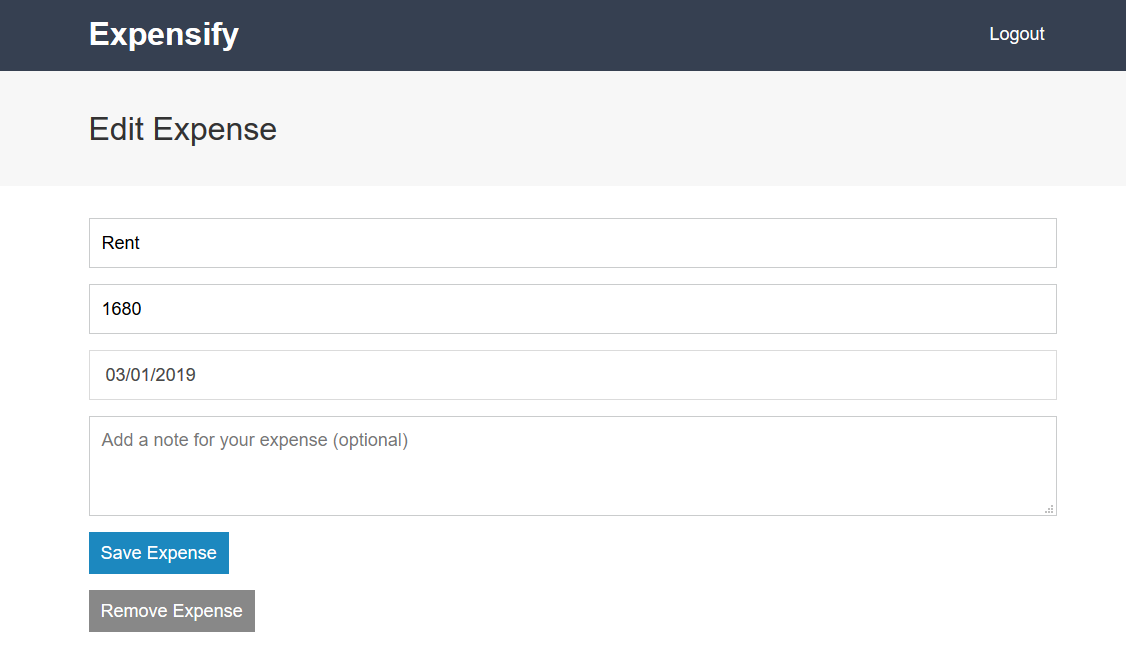 Expensify
Logout
Edit Expense
Rent
1680
03/01/2019
Add a note for your expense (optional)
Save Expense
Remove Expense